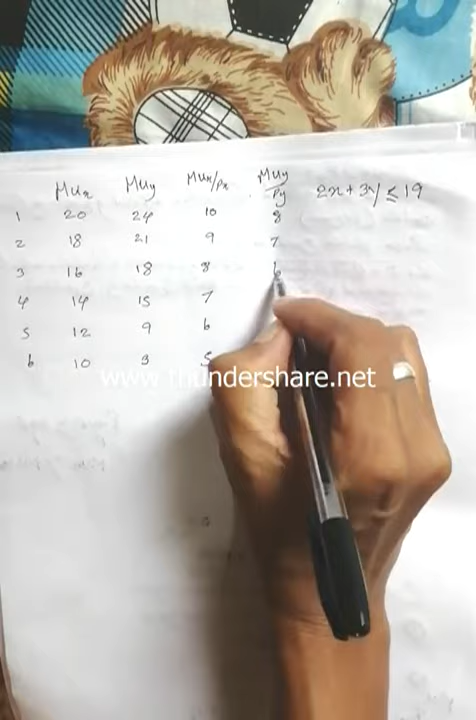 MUx MUy MUx/Px MUy/Py 2x + 3y ≤ 19
1 20 24 10 8
2 18 21 9 7
3 16 18 8 6
4 14 15 7
5 12 9 6
6 10 3 5
www.thundershare.net